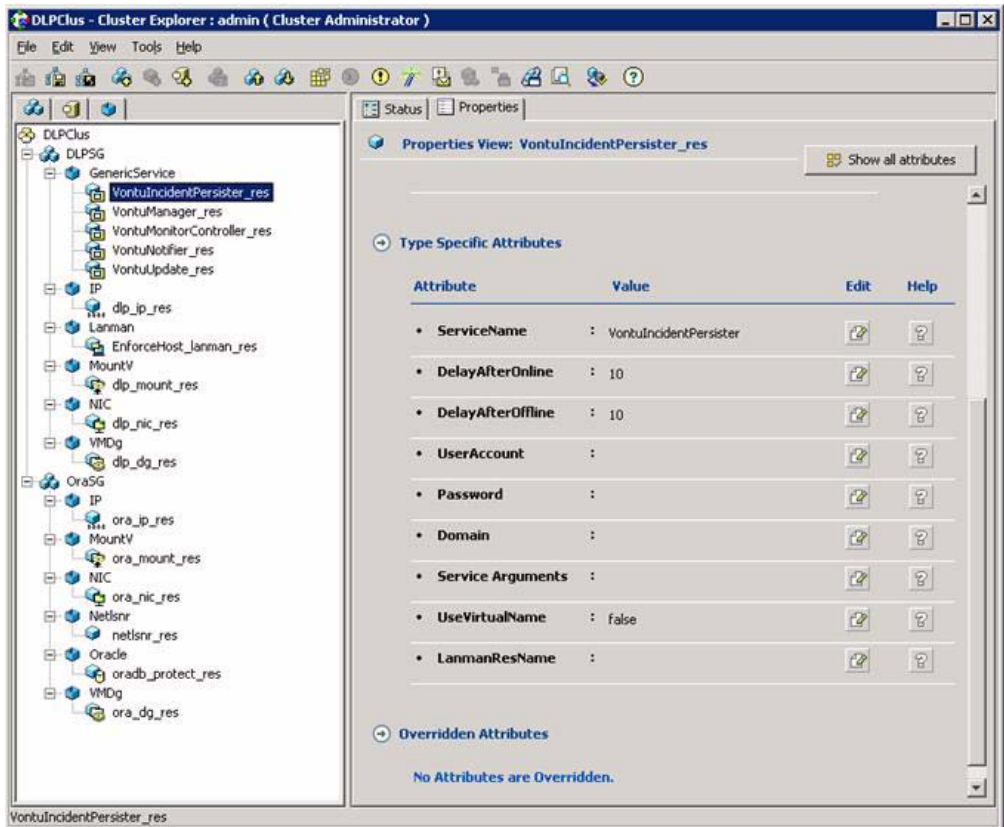 DLPClus - Cluster Explorer : admin ( Cluster Administrator )
File Edit View Tools Help
DLPClus
DLPSG
GenericService
VontuIncidentPersister_res
VontuManager_res
VontuMonitorController_res
VontuNotifier_res
VontuUpdate_res
IP
dlp_ip_res
Lanman
EnforceHost_lanman_res
MountV
dlp_mount_res
NIC
dlp_nic_res
VMDg
dlp_dg_res
OraSG
IP
ora_ip_res
MountV
ora_mount_res
NIC
ora_nic_res
Netlsnr
netlsnr_res
Oracle
oradb_protect_res
VMDg
ora_dg_res
Status Properties
Properties View: VontuIncidentPersister_res
Show all attributes
Type Specific Attributes
Attribute Value Edit Help
• ServiceName : VontuIncidentPersister
• DelayAfterOnline : 10
• DelayAfterOffline : 10
• UserAccount :
• Password :
• Domain :
• Service Arguments :
• UseVirtualName : false
• LanmanResName :
Overridden Attributes
No Attributes are Overridden.
VontuIncidentPersister_res